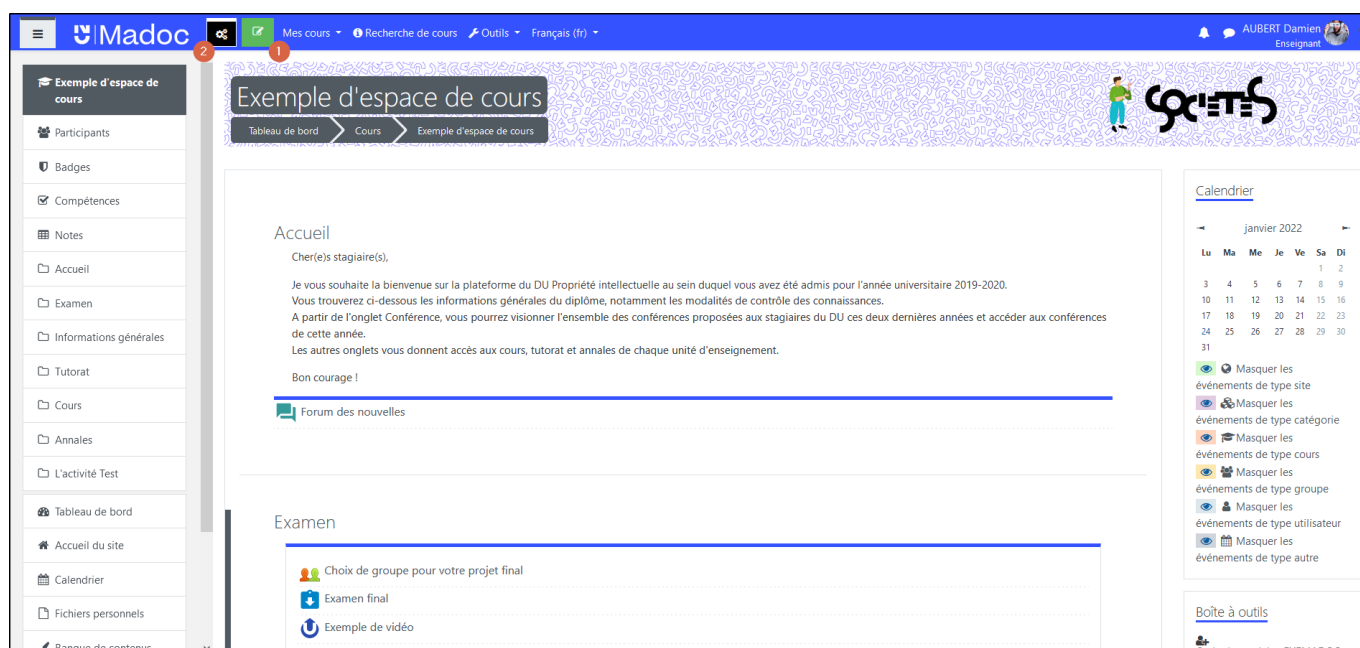 Madoc
Mes cours
Recherche de cours
Outils
Français (fr)
AUBERT Damien
Enseignant
2
1
Exemple d'espace de
cours
Participants
Badges
Compétences
Notes
Accueil
Examen
Informations générales
Tutorat
Cours
Annales
L'activité Test
Tableau de bord
Accueil du site
Calendrier
Fichiers personnels
Banque de contenus
Exemple d'espace de cours
Tableau de bord
Cours
Exemple d'espace de cours
SOCIETES
Accueil
Cher(e)s stagiaire(s),
Je vous souhaite la bienvenue sur la plateforme du DU Propriété intellectuelle au sein duquel vous avez été admis pour l'année universitaire 2019-2020.
Vous trouverez ci-dessous les informations générales du diplôme, notamment les modalités de contrôle des connaissances.
A partir de l'onglet Conférence, vous pourrez visionner l'ensemble des conférences proposées aux stagiaires du DU ces deux dernières années et accéder aux conférences
de cette année.
Les autres onglets vous donnent accès aux cours, tutorat et annales de chaque unité d'enseignement.
Bon courage !
Forum des nouvelles
Examen
Choix de groupe pour votre projet final
Examen final
Exemple de vidéo
Calendrier
janvier 2022
Lu Ma Me Je Ve Sa Di
1 2
3 4 5 6 7 8 9
10 11 12 13 14 15 16
17 18 19 20 21 22 23
24 25 26 27 28 29 30
31
Masquer les
événements de type site
Masquer les
événements de type catégorie
Masquer les
événements de type cours
Masquer les
événements de type groupe
Masquer les
événements de type utilisateur
Masquer les
événements de type autre
Boîte à outils